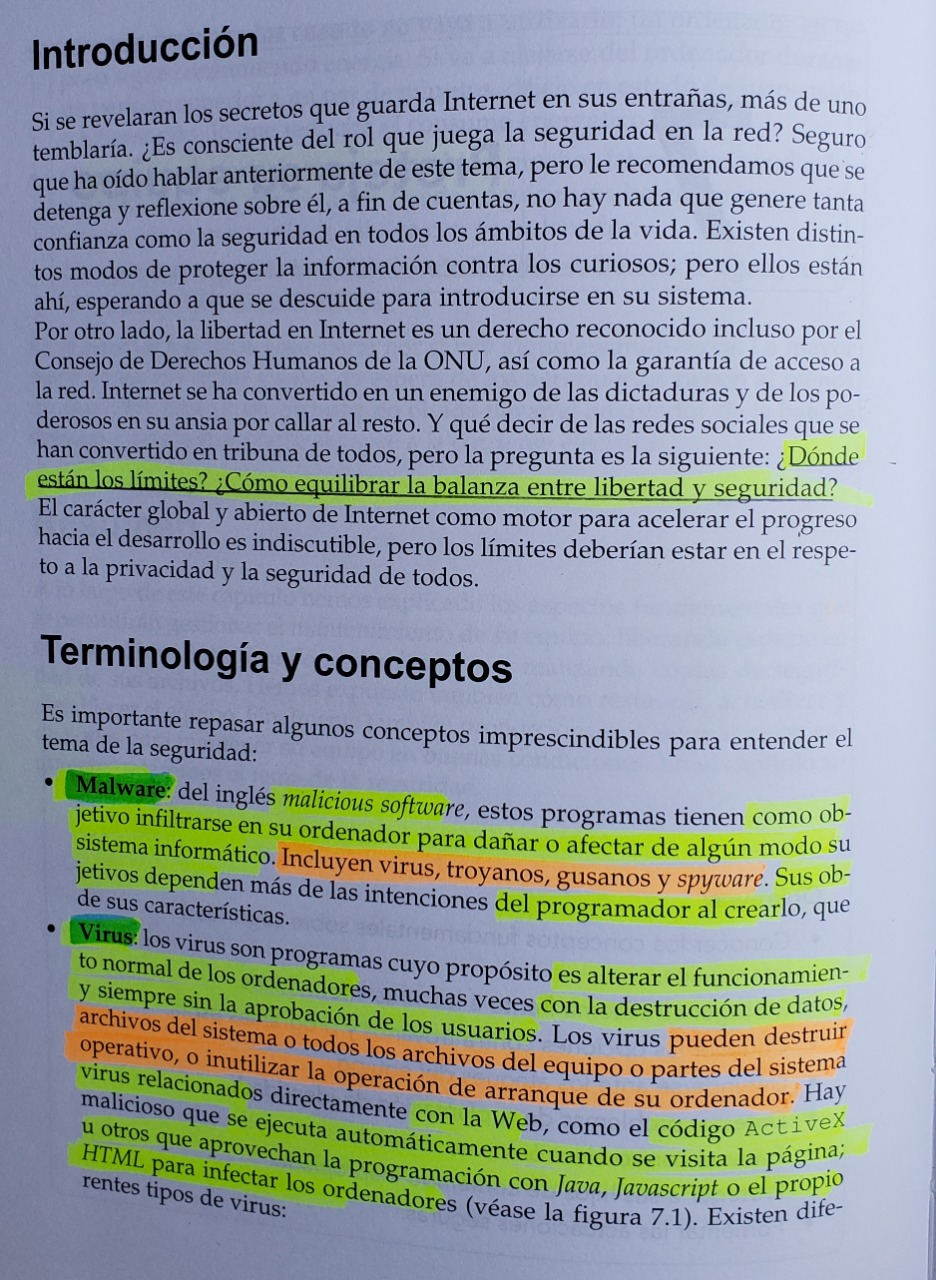 Introducción
Si se revelaran los secretos que guarda Internet en sus entrañas, más de uno
temblaría. ¿Es consciente del rol que juega la seguridad en la red? Seguro
que ha oído hablar anteriormente de este tema, pero le recomendamos que se
detenga y reflexione sobre él, a fin de cuentas, no hay nada que genere tanta
confianza como la seguridad en todos los ámbitos de la vida. Existen distin-
tos modos de proteger la información contra los curiosos; pero ellos están
ahí, esperando a que se descuide para introducirse en su sistema.
Por otro lado, la libertad en Internet es un derecho reconocido incluso por el
Consejo de Derechos Humanos de la ONU, así como la garantía de acceso a
la red. Internet se ha convertido en un enemigo de las dictaduras y de los po-
derosos en su ansia por callar al resto. Y qué decir de las redes sociales que se
han convertido en tribuna de todos, pero la pregunta es la siguiente: ¿Dónde
están los límites? ¿Cómo equilibrar la balanza entre libertad y seguridad?
El carácter global y abierto de Internet como motor para acelerar el progreso
hacia el desarrollo es indiscutible, pero los límites deberían estar en el respe-
to a la privacidad y la seguridad de todos.
Terminología y conceptos
Es importante repasar algunos conceptos imprescindibles para entender el
tema de la seguridad:
• Malware: del inglés malicious software, estos programas tienen como ob-
jetivo infiltrarse en su ordenador para dañar o afectar de algún modo su
sistema informático. Incluyen virus, troyanos, gusanos y spyware. Sus ob-
jetivos dependen más de las intenciones del programador al crearlo, que
de sus características.
• Virus: los virus son programas cuyo propósito es alterar el funcionamien-
to normal de los ordenadores, muchas veces con la destrucción de datos,
y siempre sin la aprobación de los usuarios. Los virus pueden destruir
archivos del sistema o todos los archivos del equipo o partes del sistema
operativo, o inutilizar la operación de arranque de su ordenador. Hay
virus relacionados directamente con la Web, como el código ActiveX
malicioso que se ejecuta automáticamente cuando se visita la página;
u otros que aprovechan la programación con Java, Javascript o el propio
HTML para infectar los ordenadores (véase la figura 7.1). Existen dife-
rentes tipos de virus: